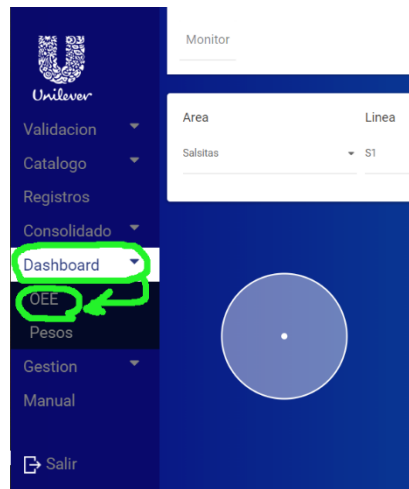 Unilever
Validacion
Catalogo
Registros
Consolidado
Dashboard
OEE
Pesos
Gestion
Manual
Salir
Monitor
Area Linea
Salsitas S1